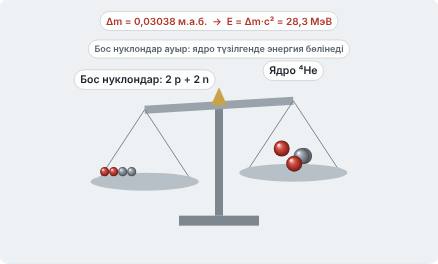 Δm = 0,03038 м.а.б. → E = Δm·c² = 28,3 МэВ
Бос нуклондар ауыр: ядро түзілгенде энергия бөлінеді
Ядро ⁴He
Бос нуклондар: 2 p + 2 n